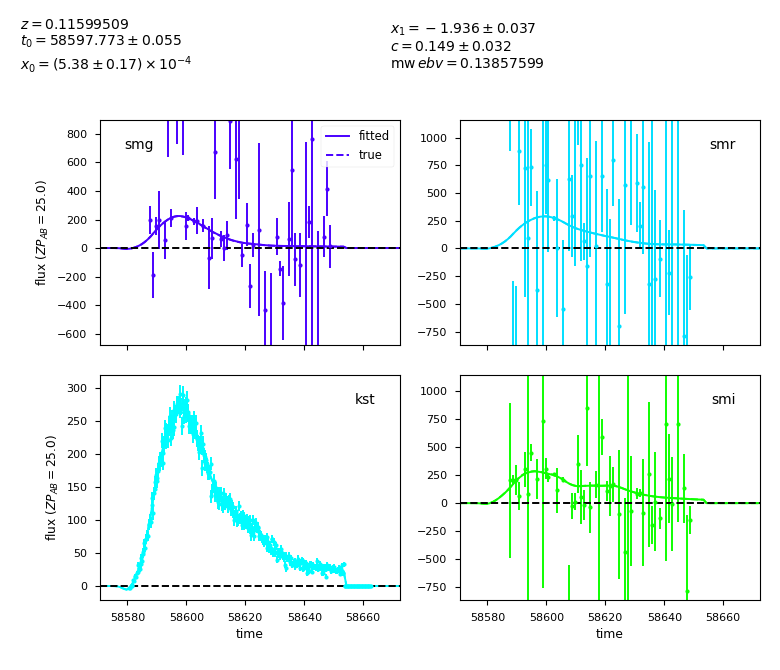 z = 0.11599509
t₀ = 58597.773 ± 0.055
x₀ = (5.38 ± 0.17) × 10⁻⁴
x₁ = −1.936 ± 0.037
c = 0.149 ± 0.032
mw ebv = 0.13857599
800
600
400
200
0
−200
−400
−600
flux (ZP_AB = 25.0)
smg
fitted
true
1000
750
500
250
0
−250
−500
−750
smr
300
250
200
150
100
50
0
flux (ZP_AB = 25.0)
kst
58580
58600
58620
58640
58660
time
1000
750
500
250
0
−250
−500
−750
smi
58580
58600
58620
58640
58660
time